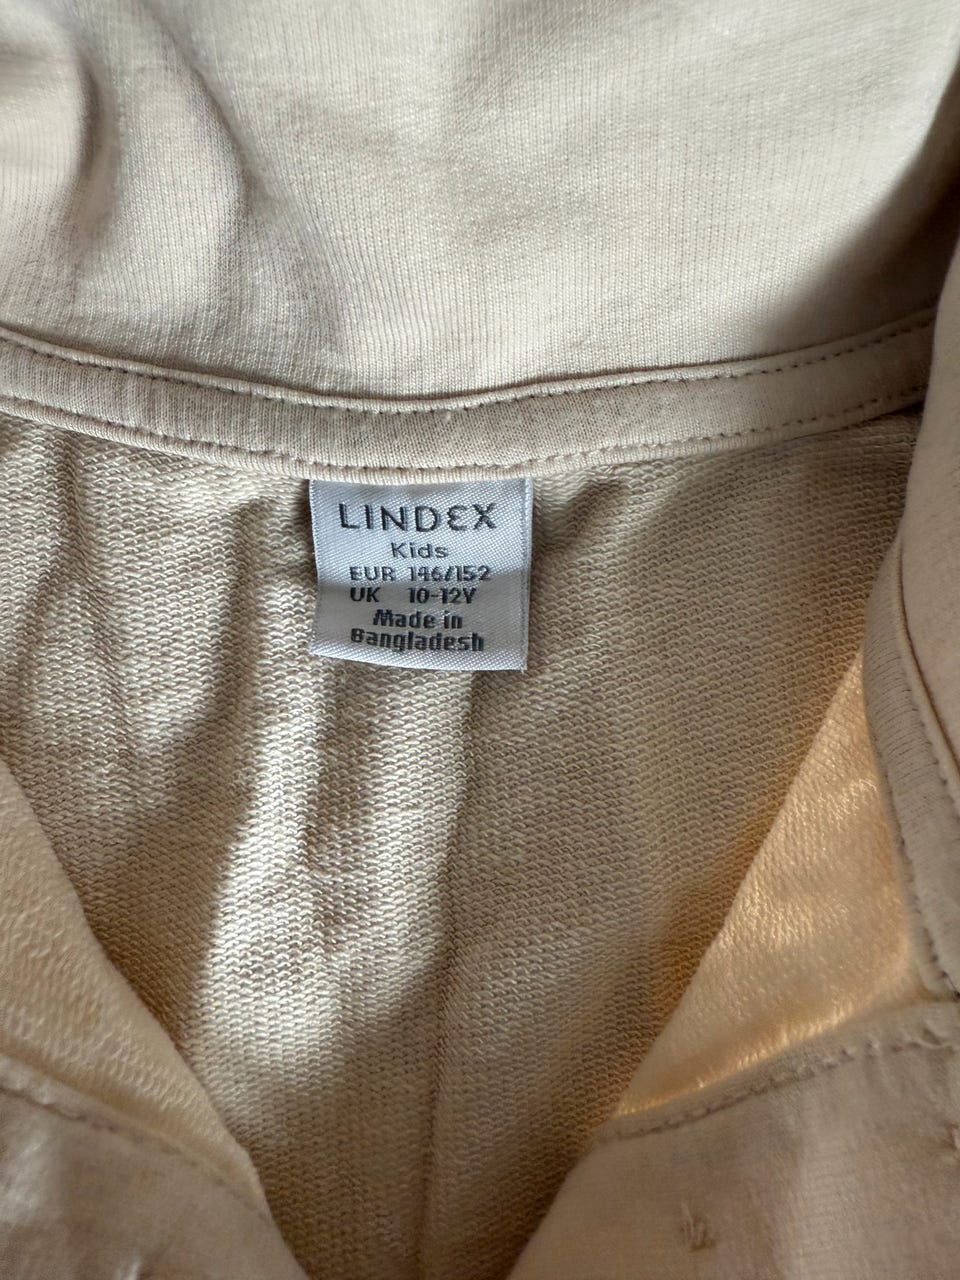 LINDEX
Kids
EUR 146/152
UK 10-12Y
Made in
Bangladesh